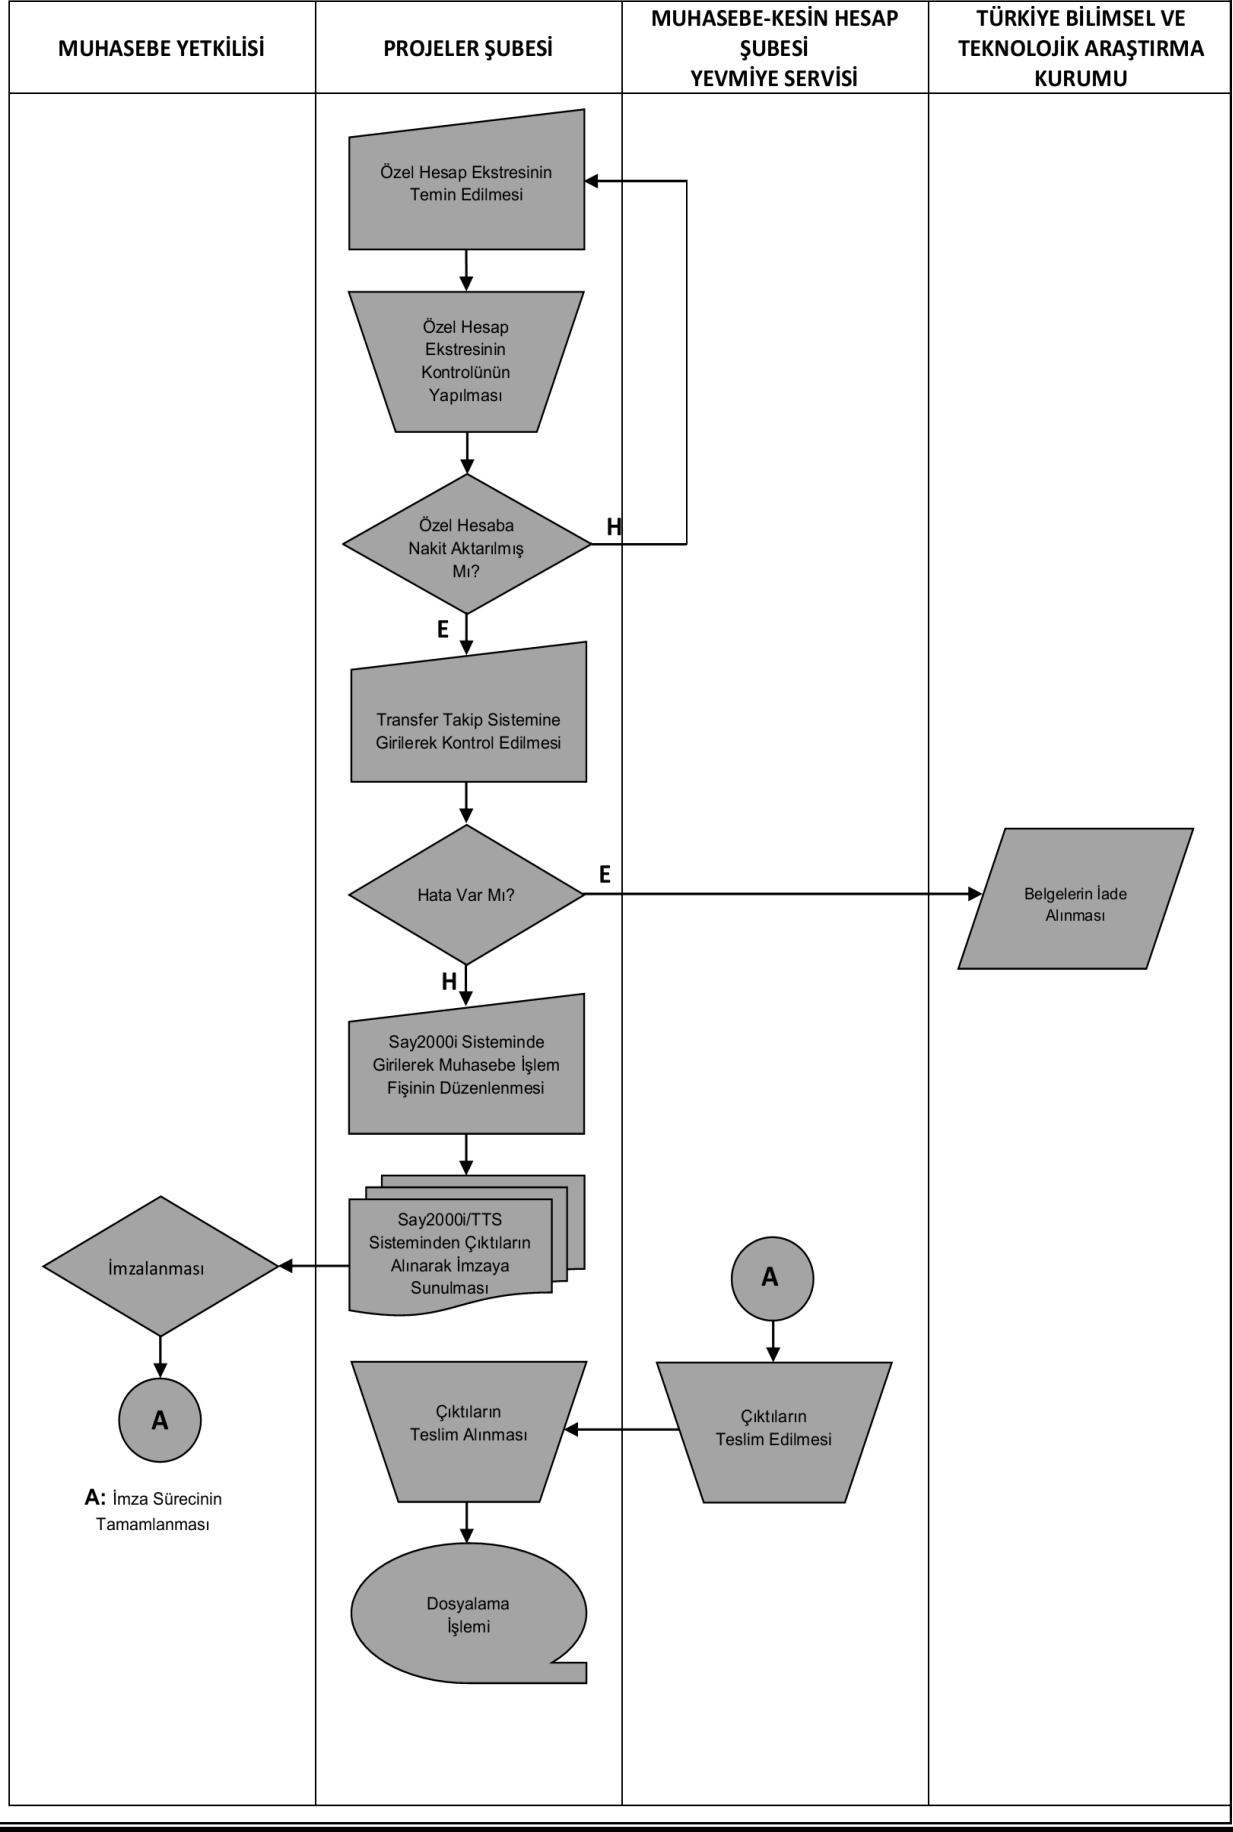 MUHASEBE YETKİLİSİ
PROJELER ŞUBESİ
MUHASEBE-KESİN HESAP
ŞUBESİ
YEVMİYE SERVİSİ
TÜRKİYE BİLİMSEL VE
TEKNOLOJİK ARAŞTIRMA
KURUMU
Özel Hesap Ekstresinin
Temin Edilmesi
Özel Hesap
Ekstresinin
Kontrolünün
Yapılması
Özel Hesaba
Nakit Aktarılmış
Mı?
H
E
Transfer Takip Sistemine
Girilerek Kontrol Edilmesi
Hata Var Mı?
E
Belgelerin İade
Alınması
H
Say2000i Sisteminde
Girilerek Muhasebe İşlem
Fişinin Düzenlenmesi
Say2000i/TTS
Sisteminden Çıktıların
Alınarak İmzaya
Sunulması
İmzalanması
A
A: İmza Sürecinin
Tamamlanması
A
Çıktıların
Teslim Edilmesi
Çıktıların
Teslim Alınması
Dosyalama
İşlemi